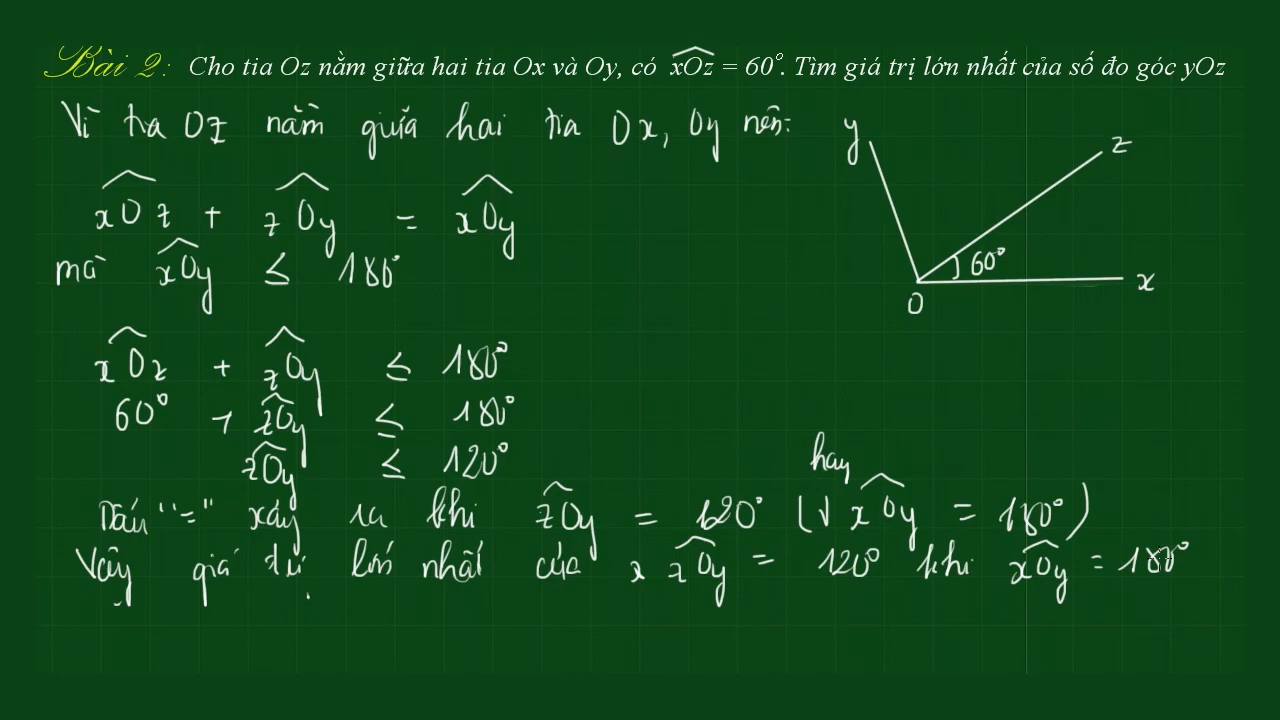 Bài 2: Cho tia Oz nằm giữa hai tia Ox và Oy, có xOz = 60°. Tìm giá trị lớn nhất của số đo góc yOz
Vì tia Oz nằm giữa hai tia Ox, Oy nên:
xOz + zOy = xOy
mà xOy ≤ 180°
xOz + zOy ≤ 180°
60° + zOy ≤ 180°
zOy ≤ 120°
hay
Dấu "=" xảy ra khi zOy = 120° ( xOy = 180°)
Vậy giá trị lớn nhất của zOy = 120° khi xOy = 180°
y
z
60°
x
O